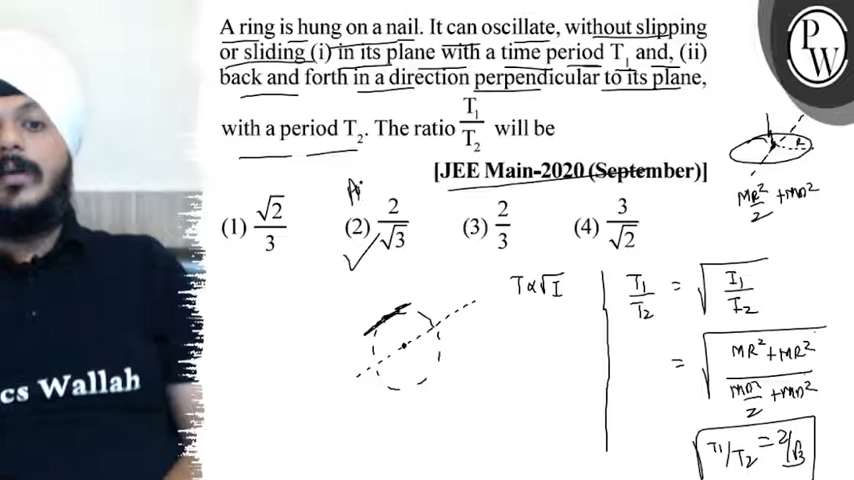 A ring is hung on a nail. It can oscillate, without slipping
or sliding (i) in its plane with a time period T₁ and, (ii)
back and forth in a direction perpendicular to its plane,
with a period T₂. The ratio T₁/T₂ will be
[JEE Main-2020 (September)]
(1) √2/3 (2) 2/√3 (3) 2/3 (4) 3/√2
PW
R
MR²/2 + MR²
T ∝ √I
T₁/T₂ = √(I₁/I₂)
= √((MR² + MR²)/(MR²/2 + MR²))
T₁/T₂ = 2/√3
cs Wallah